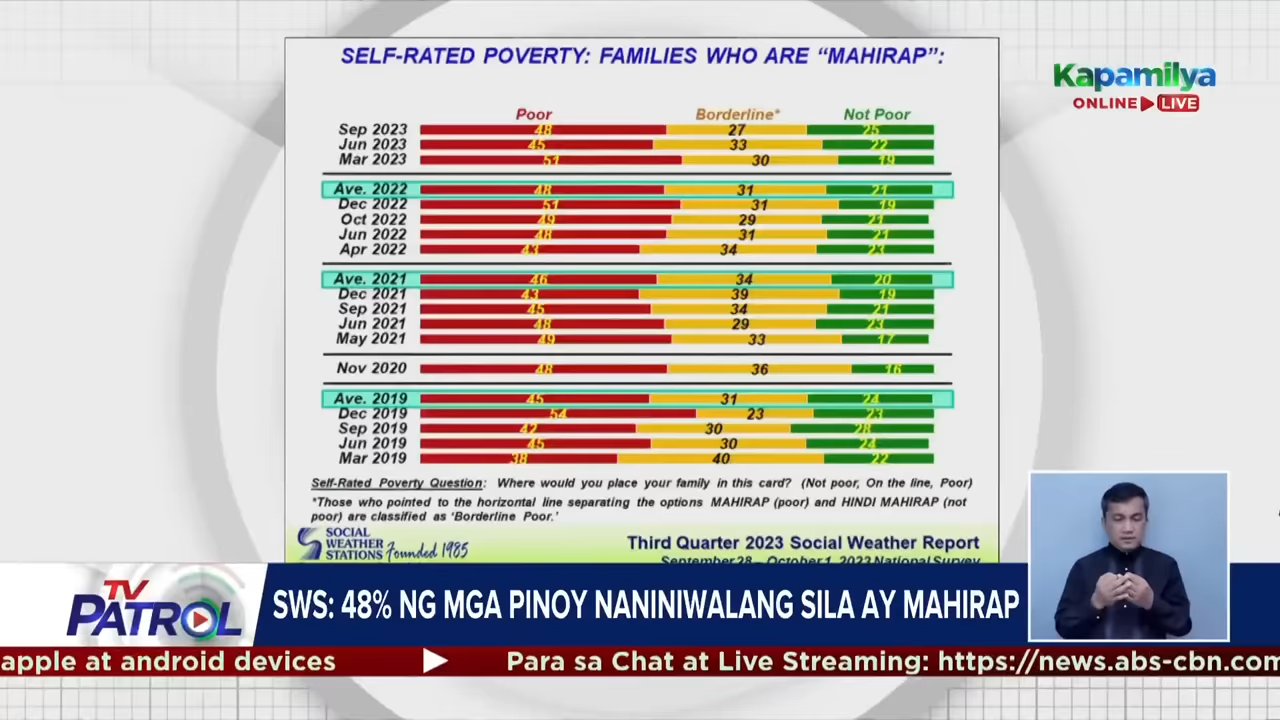 SELF-RATED POVERTY: FAMILIES WHO ARE “MAHIRAP”:
Kapamilya
ONLINE LIVE
Poor Borderline* Not Poor
Sep 2023 48 27 25
Jun 2023 45 33 22
Mar 2023 51 30 19
Ave. 2022 48 31 21
Dec 2022 51 31 19
Oct 2022 49 29 21
Jun 2022 48 31 21
Apr 2022 43 34 23
Ave. 2021 46 34 20
Dec 2021 43 39 19
Sep 2021 45 34 21
Jun 2021 48 29 23
May 2021 49 33 17
Nov 2020 48 36 16
Ave. 2019 45 31 24
Dec 2019 54 23 23
Sep 2019 42 30 28
Jun 2019 45 30 24
Mar 2019 38 40 22
Self-Rated Poverty Question: Where would you place your family in this card? (Not poor, On the line, Poor)
*Those who pointed to the horizontal line separating the options MAHIRAP (poor) and HINDI MAHIRAP (not
poor) are classified as ‘Borderline Poor.’
SOCIAL
WEATHER
STATIONS Founded 1985
Third Quarter 2023 Social Weather Report
September 28 – October 1, 2023 National Survey
TV
PATROL
SWS: 48% NG MGA PINOY NANINIWALANG SILA AY MAHIRAP
apple at android devices Para sa Chat at Live Streaming: https://news.abs-cbn.com